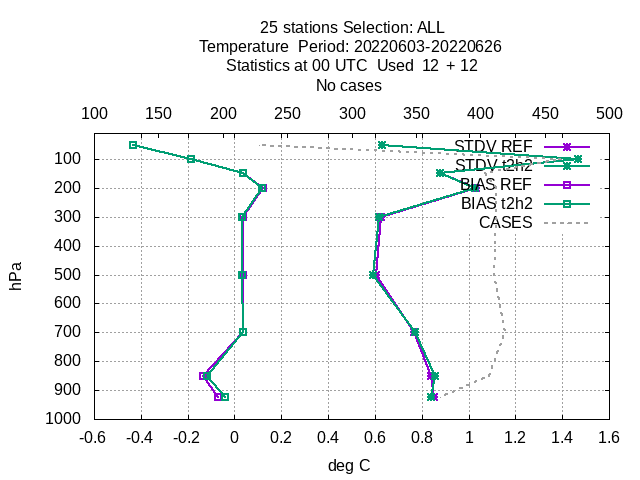 25 stations Selection: ALL
Temperature  Period: 20220603-20220626
Statistics at 00 UTC  Used  12  + 12
No cases
100 150 200 250 300 350 400 450 500
STDV REF
100 STDV t2h2
BIAS REF
200
BIAS t2h2
300 CASES
400
hPa
500
600
700
800
900
1000
-0.6 -0.4 -0.2 0 0.2 0.4 0.6 0.8 1 1.2 1.4 1.6
deg C